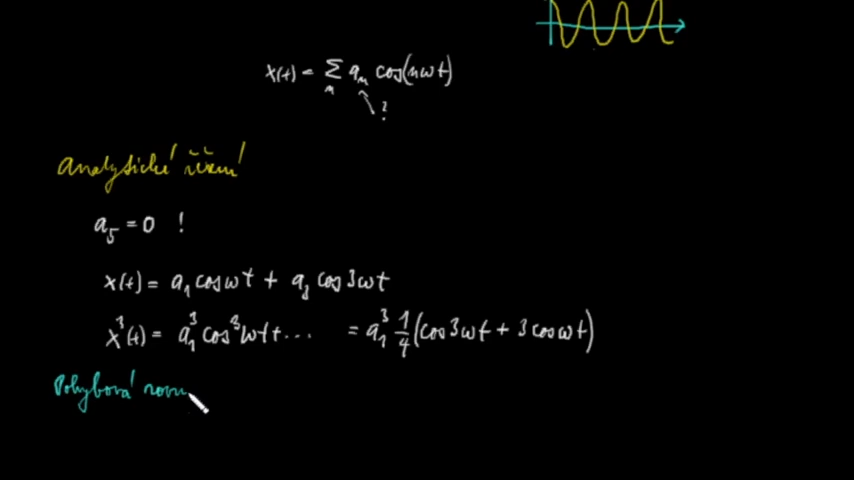 x(t) = Σ_n a_n cos(nωt)
?
Analytické řešení
a_5 = 0 !
x(t) = a_1 cos ωt + a_3 cos 3ωt
x^3(t) = a_1^3 cos^3 ωt + ... = a_1^3 1/4 (cos 3ωt + 3 cos ωt)
Pohybová rovn